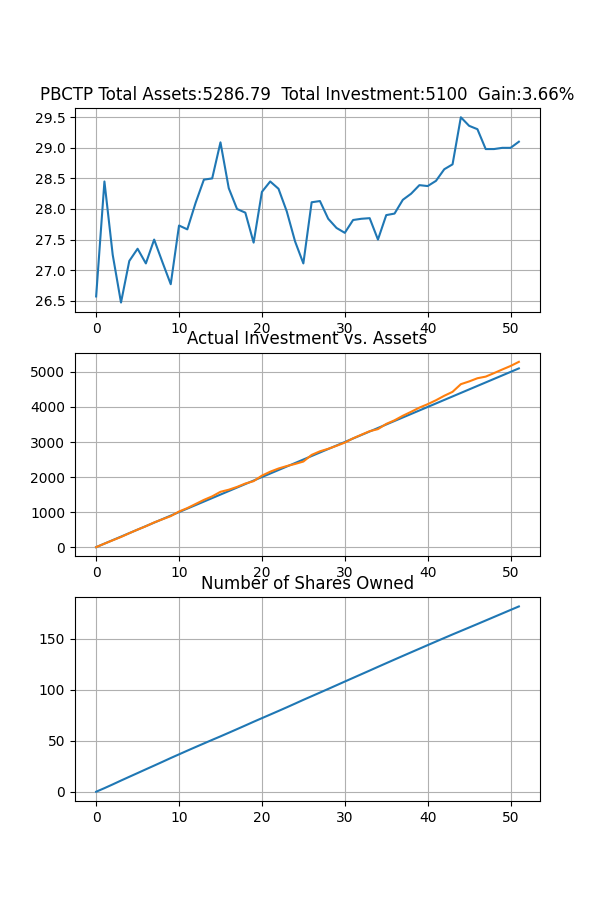 PBCTP Total Assets:5286.79  Total Investment:5100  Gain:3.66%
29.5
29.0
28.5
28.0
27.5
27.0
26.5
0 10 20 30 40 50
Actual Investment vs. Assets
5000
4000
3000
2000
1000
0
0 10 20 30 40 50
Number of Shares Owned
150
100
50
0
0 10 20 30 40 50